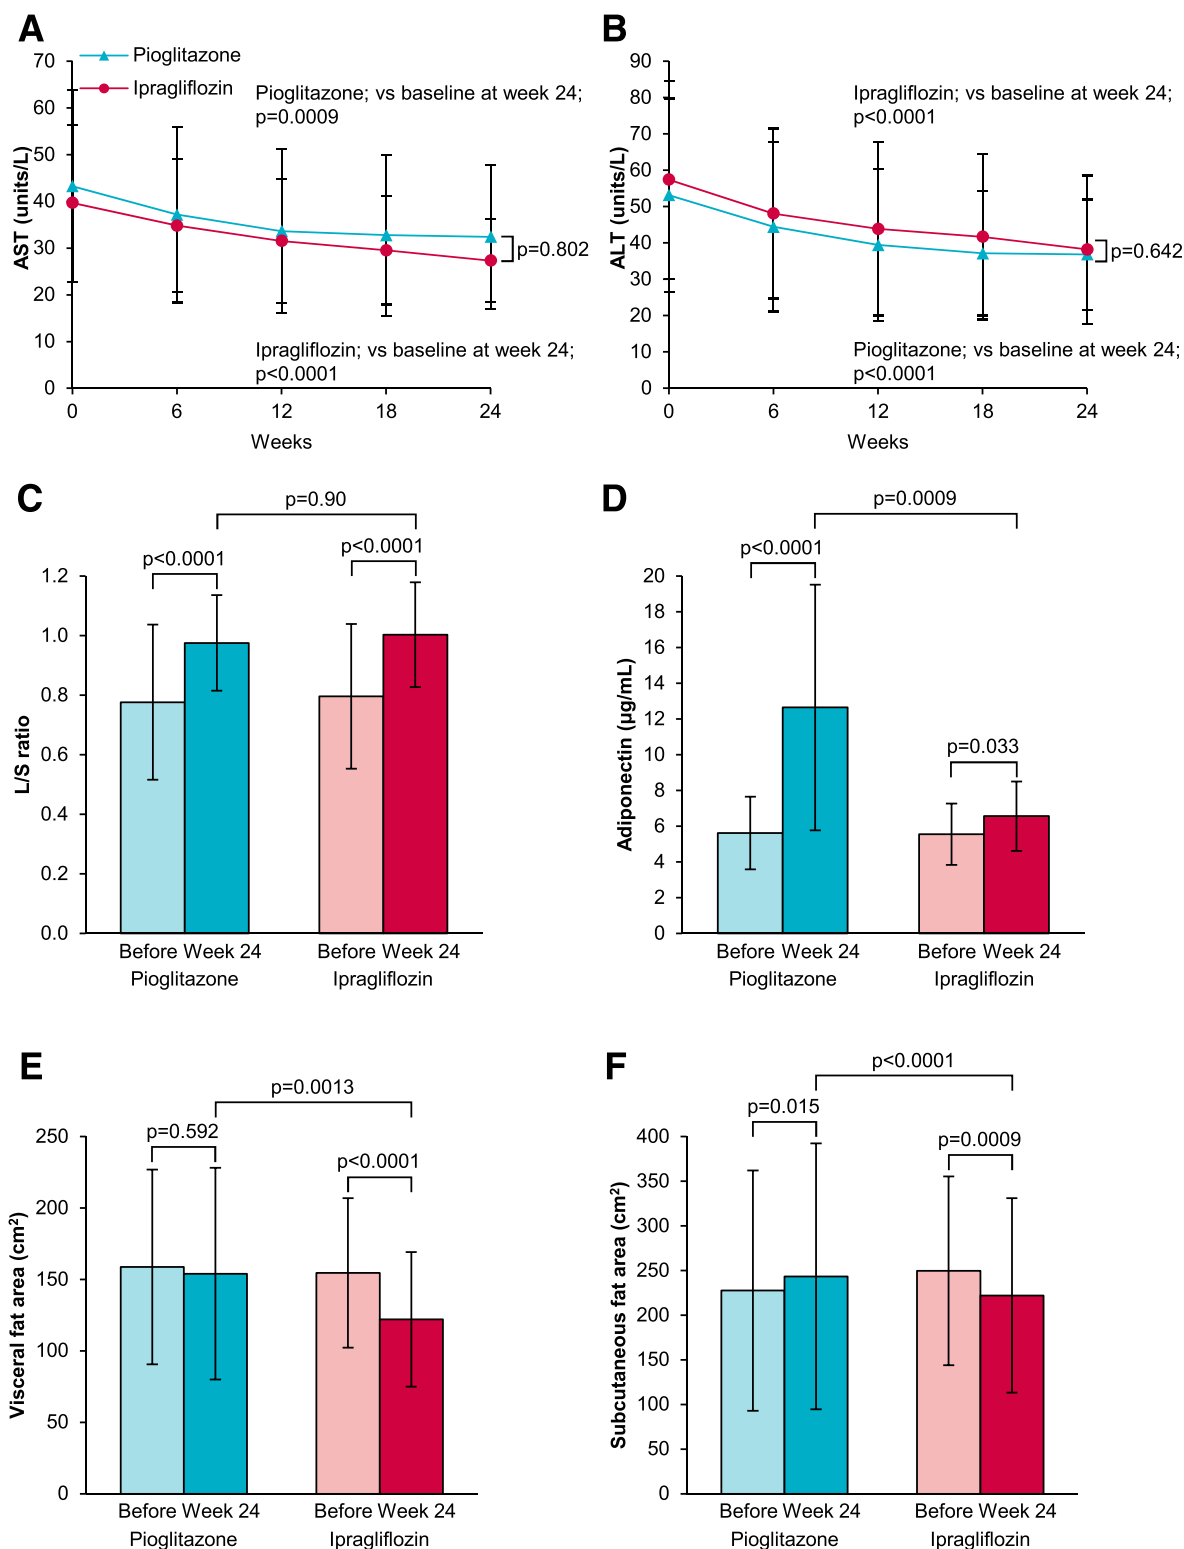 A
Pioglitazone
Ipragliflozin
Pioglitazone; vs baseline at week 24;
p=0.0009
AST (units/L)
70
60
50
40
30
20
10
0
p=0.802
Ipragliflozin; vs baseline at week 24;
p<0.0001
0 6 12 18 24
Weeks
B
Ipragliflozin; vs baseline at week 24;
p<0.0001
ALT (units/L)
90
80
70
60
50
40
30
20
10
0
p=0.642
Pioglitazone; vs baseline at week 24;
p<0.0001
0 6 12 18 24
Weeks
C
p=0.90
p<0.0001
p<0.0001
L/S ratio
1.2
1.0
0.8
0.6
0.4
0.2
0.0
Before Week 24 Before Week 24
Pioglitazone Ipragliflozin
D
p=0.0009
p<0.0001
p=0.033
Adiponectin (µg/mL)
20
18
16
14
12
10
8
6
4
2
0
Before Week 24 Before Week 24
Pioglitazone Ipragliflozin
E
p=0.0013
p=0.592
p<0.0001
Visceral fat area (cm²)
250
200
150
100
50
0
Before Week 24 Before Week 24
Pioglitazone Ipragliflozin
F
p<0.0001
p=0.015
p=0.0009
Subcutaneous fat area (cm²)
400
350
300
250
200
150
100
50
0
Before Week 24 Before Week 24
Pioglitazone Ipragliflozin